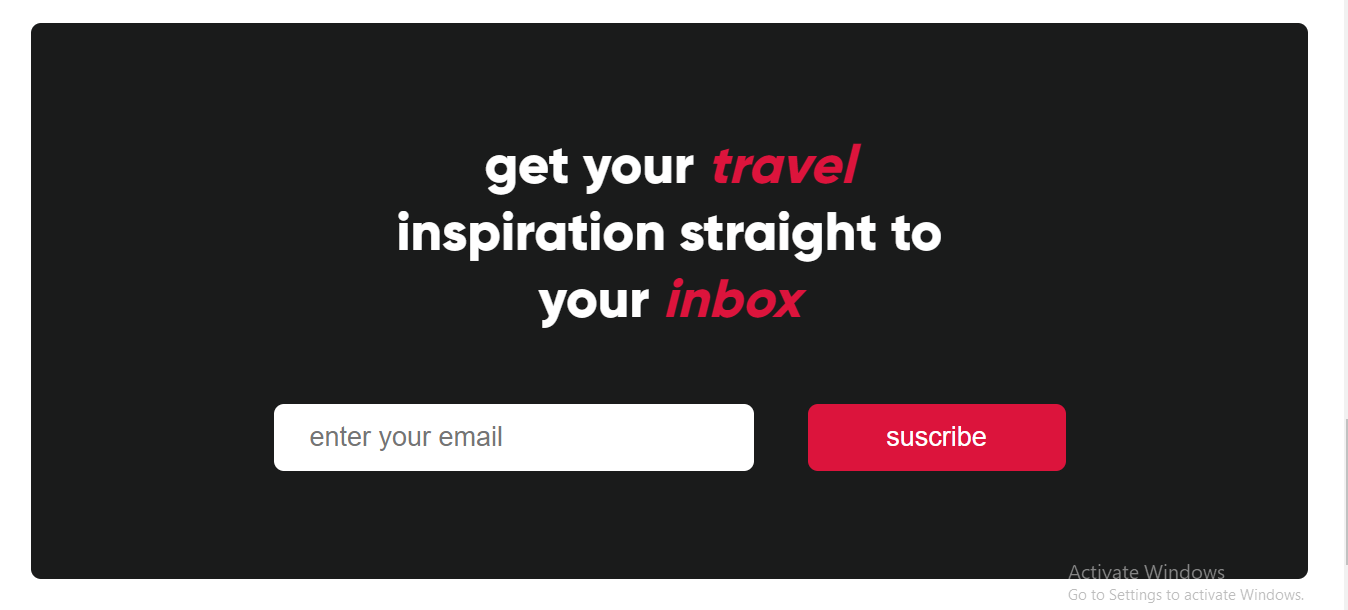 get your travel
inspiration straight to
your inbox
enter your email
suscribe
Activate Windows
Go to Settings to activate Windows.